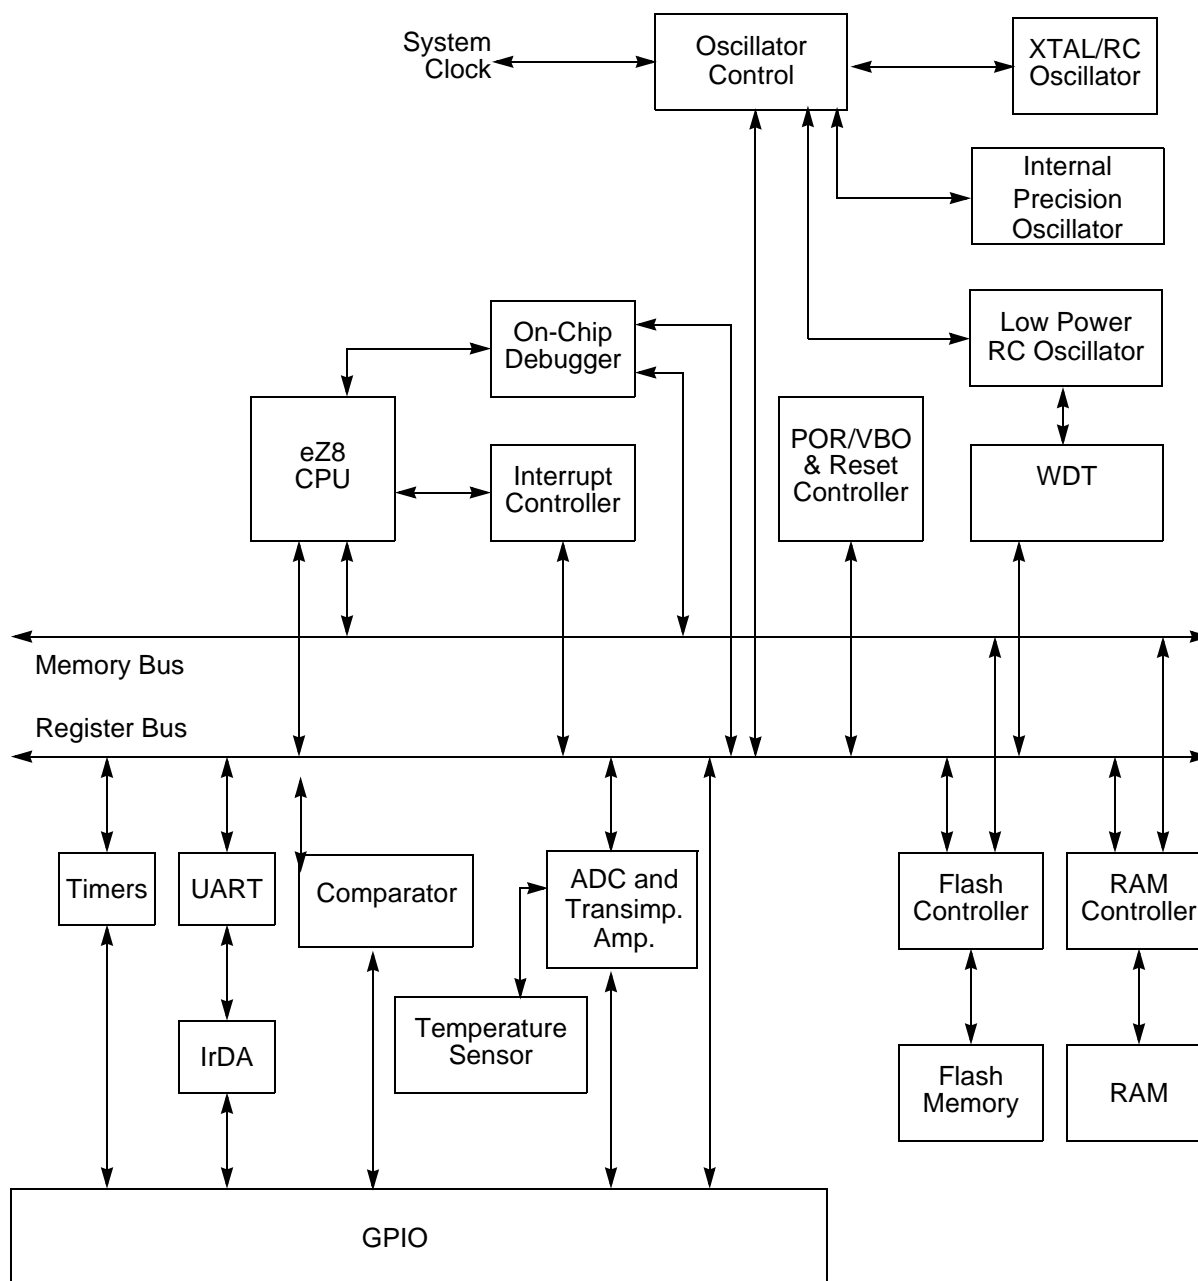 System
Clock
Oscillator
Control
XTAL/RC
Oscillator
Internal
Precision
Oscillator
Low Power
RC Oscillator
On-Chip
Debugger
eZ8
CPU
Interrupt
Controller
POR/VBO
& Reset
Controller
WDT
Memory Bus
Register Bus
Timers
UART
Comparator
ADC and
Transimp.
Amp.
Flash
Controller
RAM
Controller
IrDA
Temperature
Sensor
Flash
Memory
RAM
GPIO